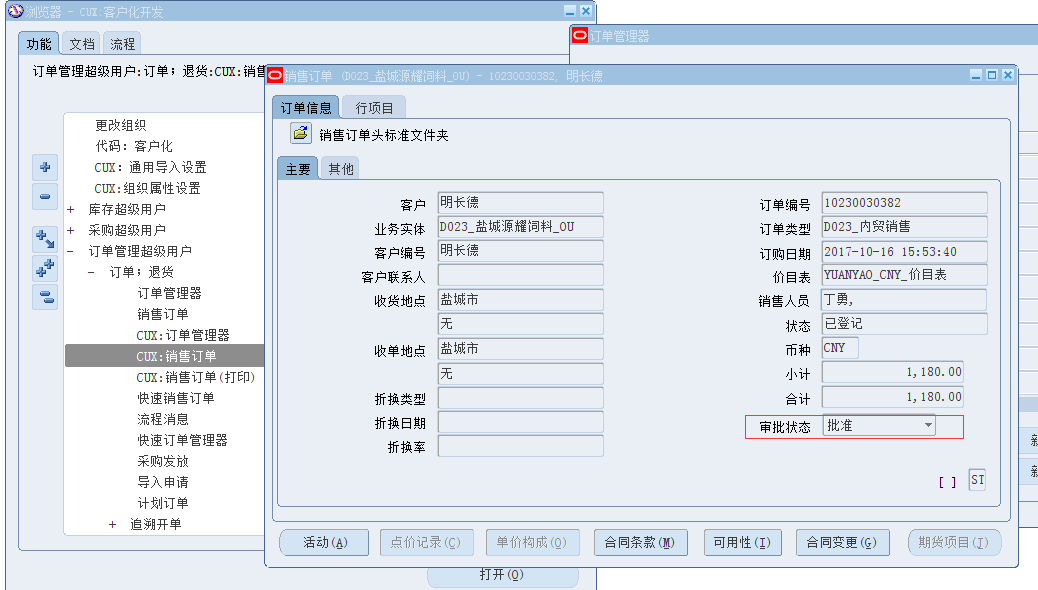 浏览器 - CUX:客户化开发
功能 文档 流程
订单管理超级用户:订单；退货:CUX:销售
更改组织
代码：客户化
CUX：通用导入设置
CUX:组织属性设置
+ 库存超级用户
+ 采购超级用户
- 订单管理超级用户
- 订单；退货
订单管理器
销售订单
CUX:订单管理器
CUX:销售订单
CUX:销售订单(打印)
快速销售订单
流程消息
快速订单管理器
采购发放
导入申请
计划订单
+ 追溯开单
打开(O)
订单管理器
销售订单 (D023_盐城源耀饲料_OU) - 10230030382, 明长德
订单信息 行项目
销售订单头标准文件夹
主要 其他
客户 明长德
业务实体 D023_盐城源耀饲料_OU
客户编号 明长德
客户联系人
收货地点 盐城市
无
收单地点 盐城市
无
折换类型
折换日期
折换率
订单编号 10230030382
订单类型 D023_内贸销售
订购日期 2017-10-16 15:53:40
价目表 YUANYAO_CNY_价目表
销售人员 丁勇,
状态 已登记
币种 CNY
小计 1,180.00
合计 1,180.00
审批状态 批准
[ ] ST
活动(A) 点价记录(C) 单价构成(O) 合同条款(M) 可用性(I) 合同变更(G) 期货项目(J)